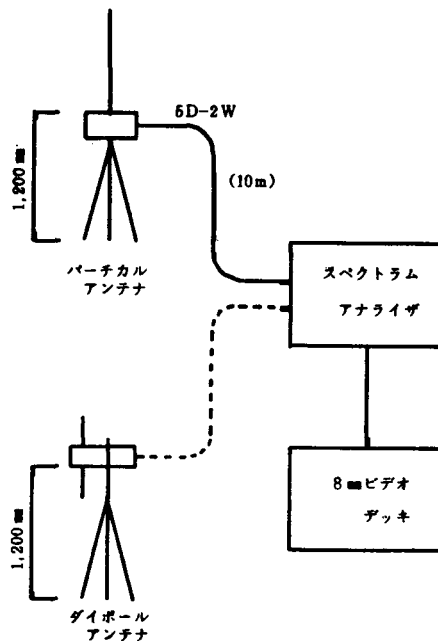 5D-2W
1,200㎜
(10m)
バーチカル
アンテナ
スペクトラム
アナライザ
8㎜ビデオ
デッキ
1,200㎜
ダイポール
アンテナ